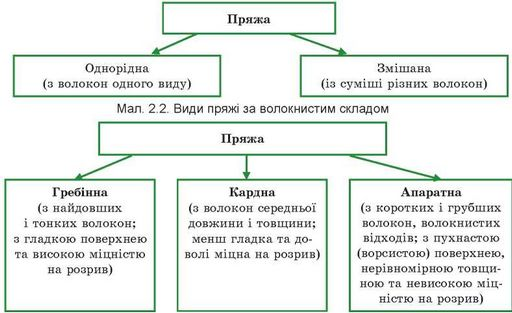 Пряжа
Однорідна
(з волокон одного виду)
Змішана
(із суміші різних волокон)
Мал. 2.2. Види пряжі за волокнистим складом
Пряжа
Гребінна
(з найдовших
і тонких волокон;
з гладкою поверхнею
та високою міцністю
на розрив)
Кардна
(з волокон середньої
довжини і товщини;
менш гладка та до-
волі міцна на розрив)
Апаратна
(з коротких і грубших
волокон, волокнистих
відходів; з пухнастою
(ворсистою) поверхнею,
нерівномірною товщи-
ною та невисокою міц-
ністю на розрив)